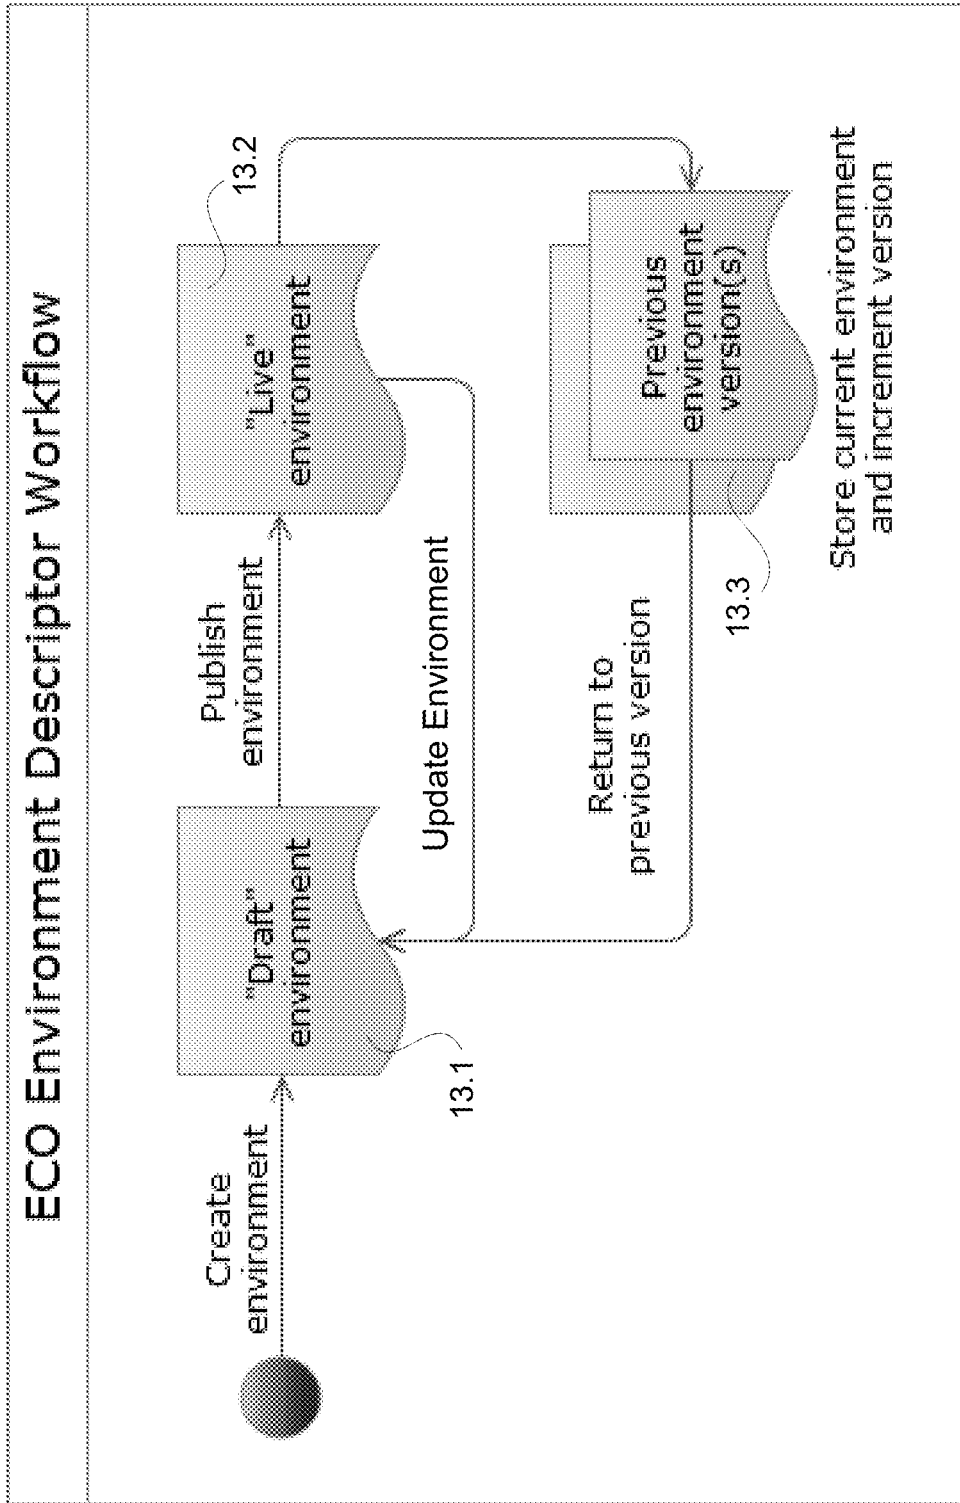 ECO Environment Descriptor Workflow
Create
environment
"Draft"
environment
13.1
Publish
environment
"Live"
environment
13.2
Update Environment
Return to
previous version
Previous
environment
version(s)
13.3
Store current environment
and increment version